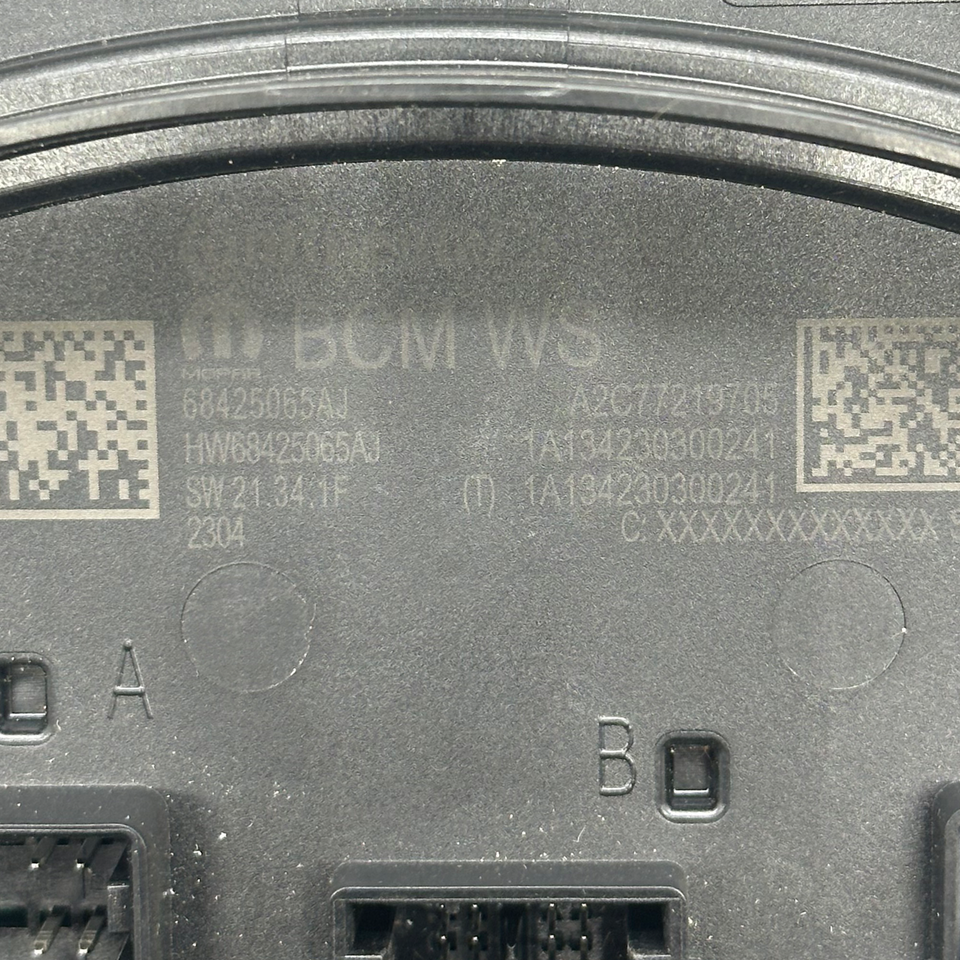 BCM WS
MOPAR
68425065AJ
A2C77219705
HW68425065AJ
1A134230300241
SW 21.34.1F
(T) 1A134230300241
2304
C: XXXXXXXXXXXXX
A
B